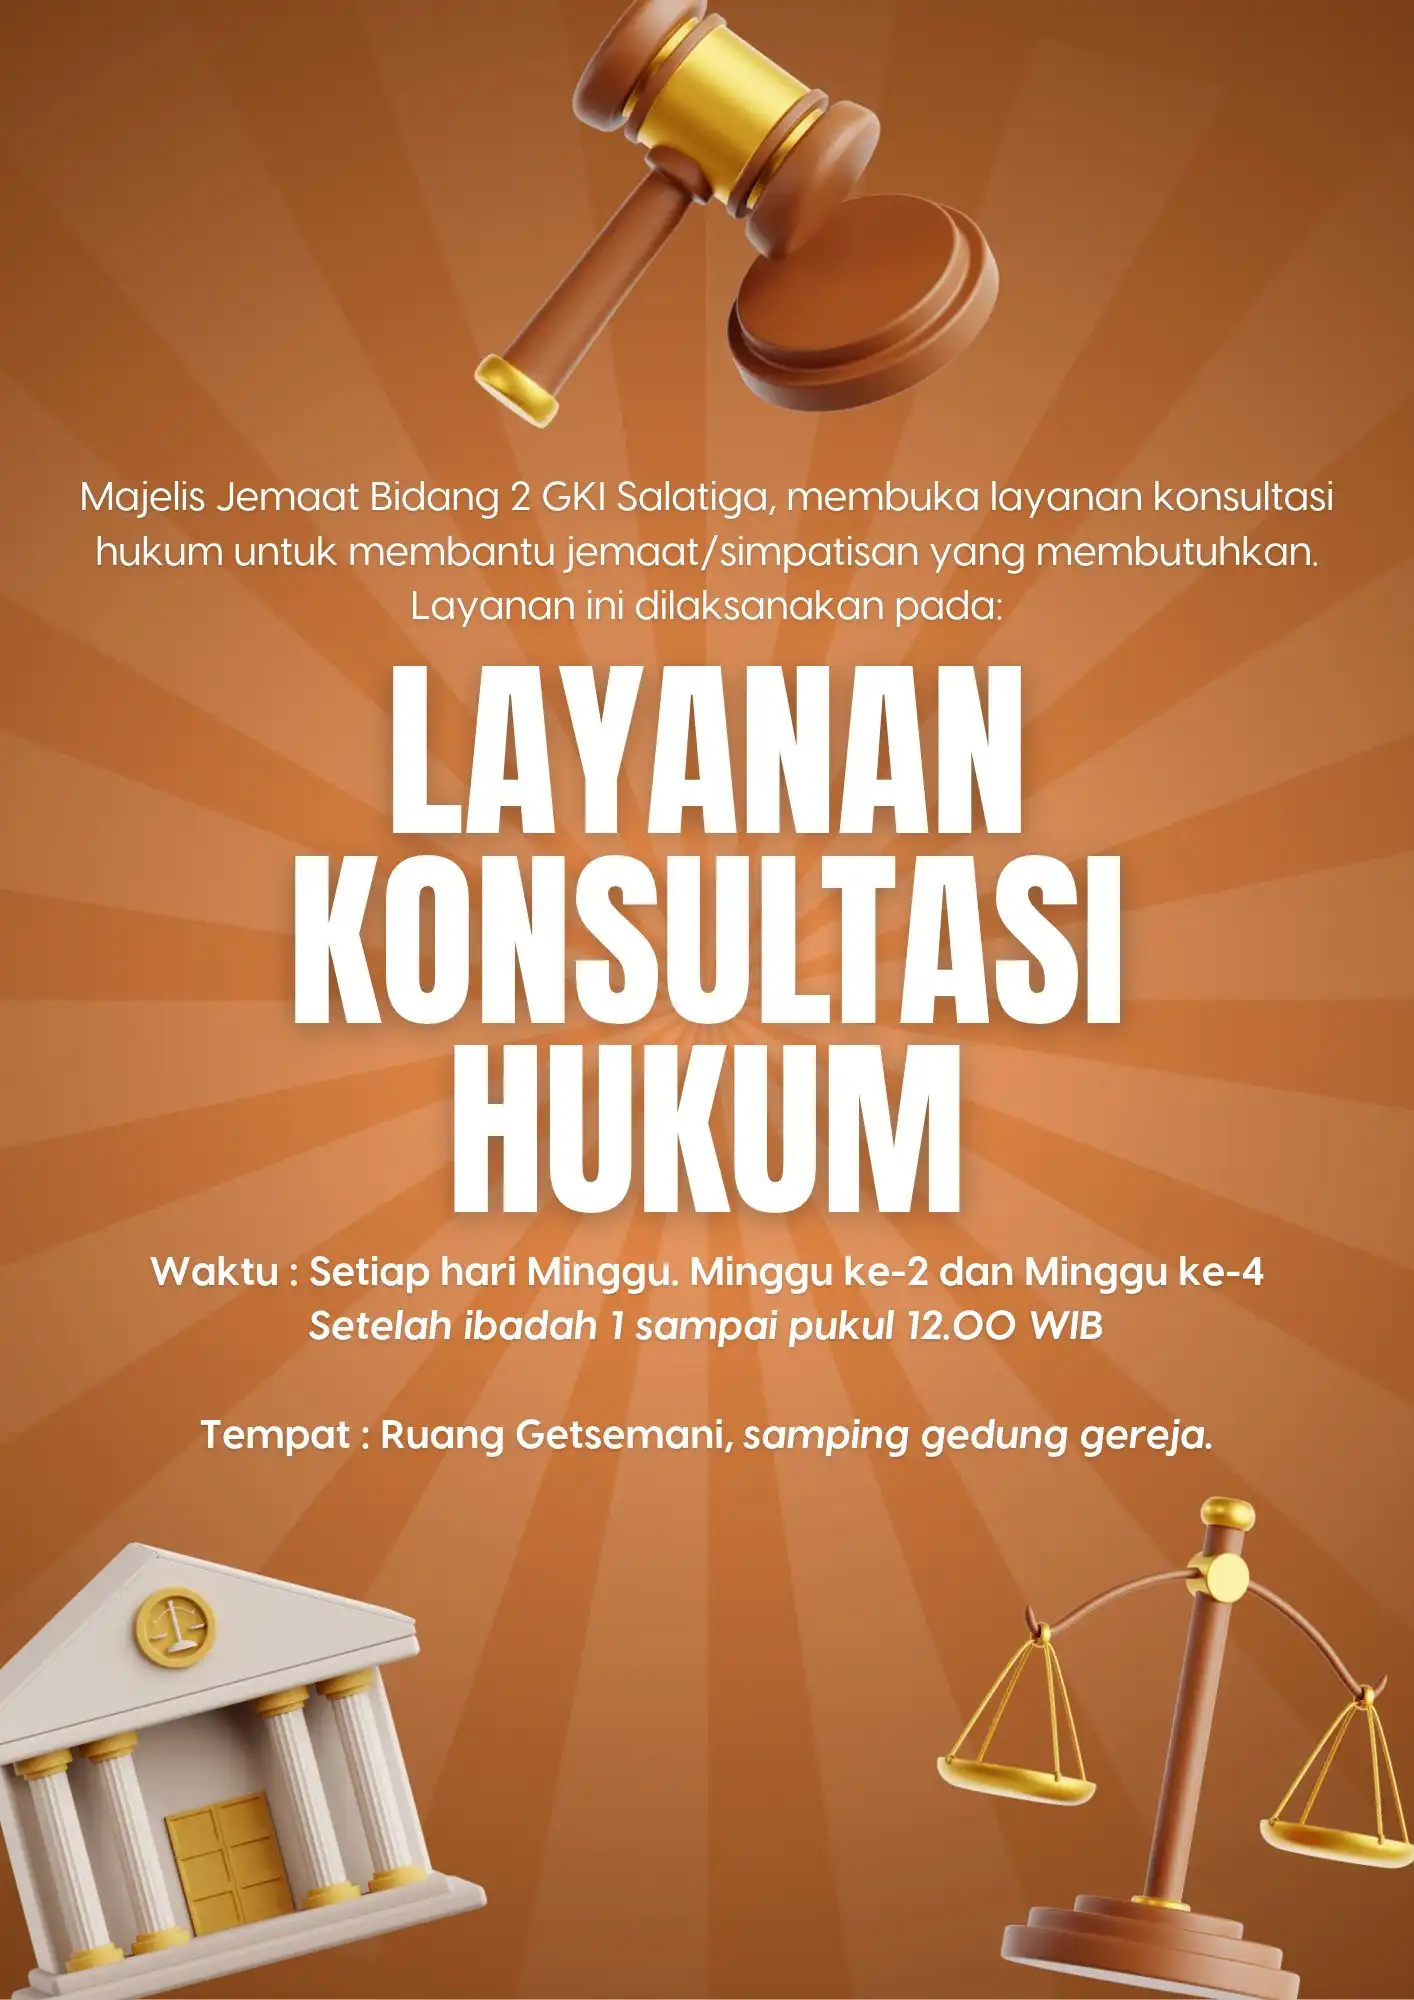 Majelis Jemaat Bidang 2 GKI Salatiga, membuka layanan konsultasi
hukum untuk membantu jemaat/simpatisan yang membutuhkan.
Layanan ini dilaksanakan pada:
LAYANAN
KONSULTASI
HUKUM
Waktu : Setiap hari Minggu. Minggu ke-2 dan Minggu ke-4
Setelah ibadah 1 sampai pukul 12.00 WIB
Tempat : Ruang Getsemani, samping gedung gereja.